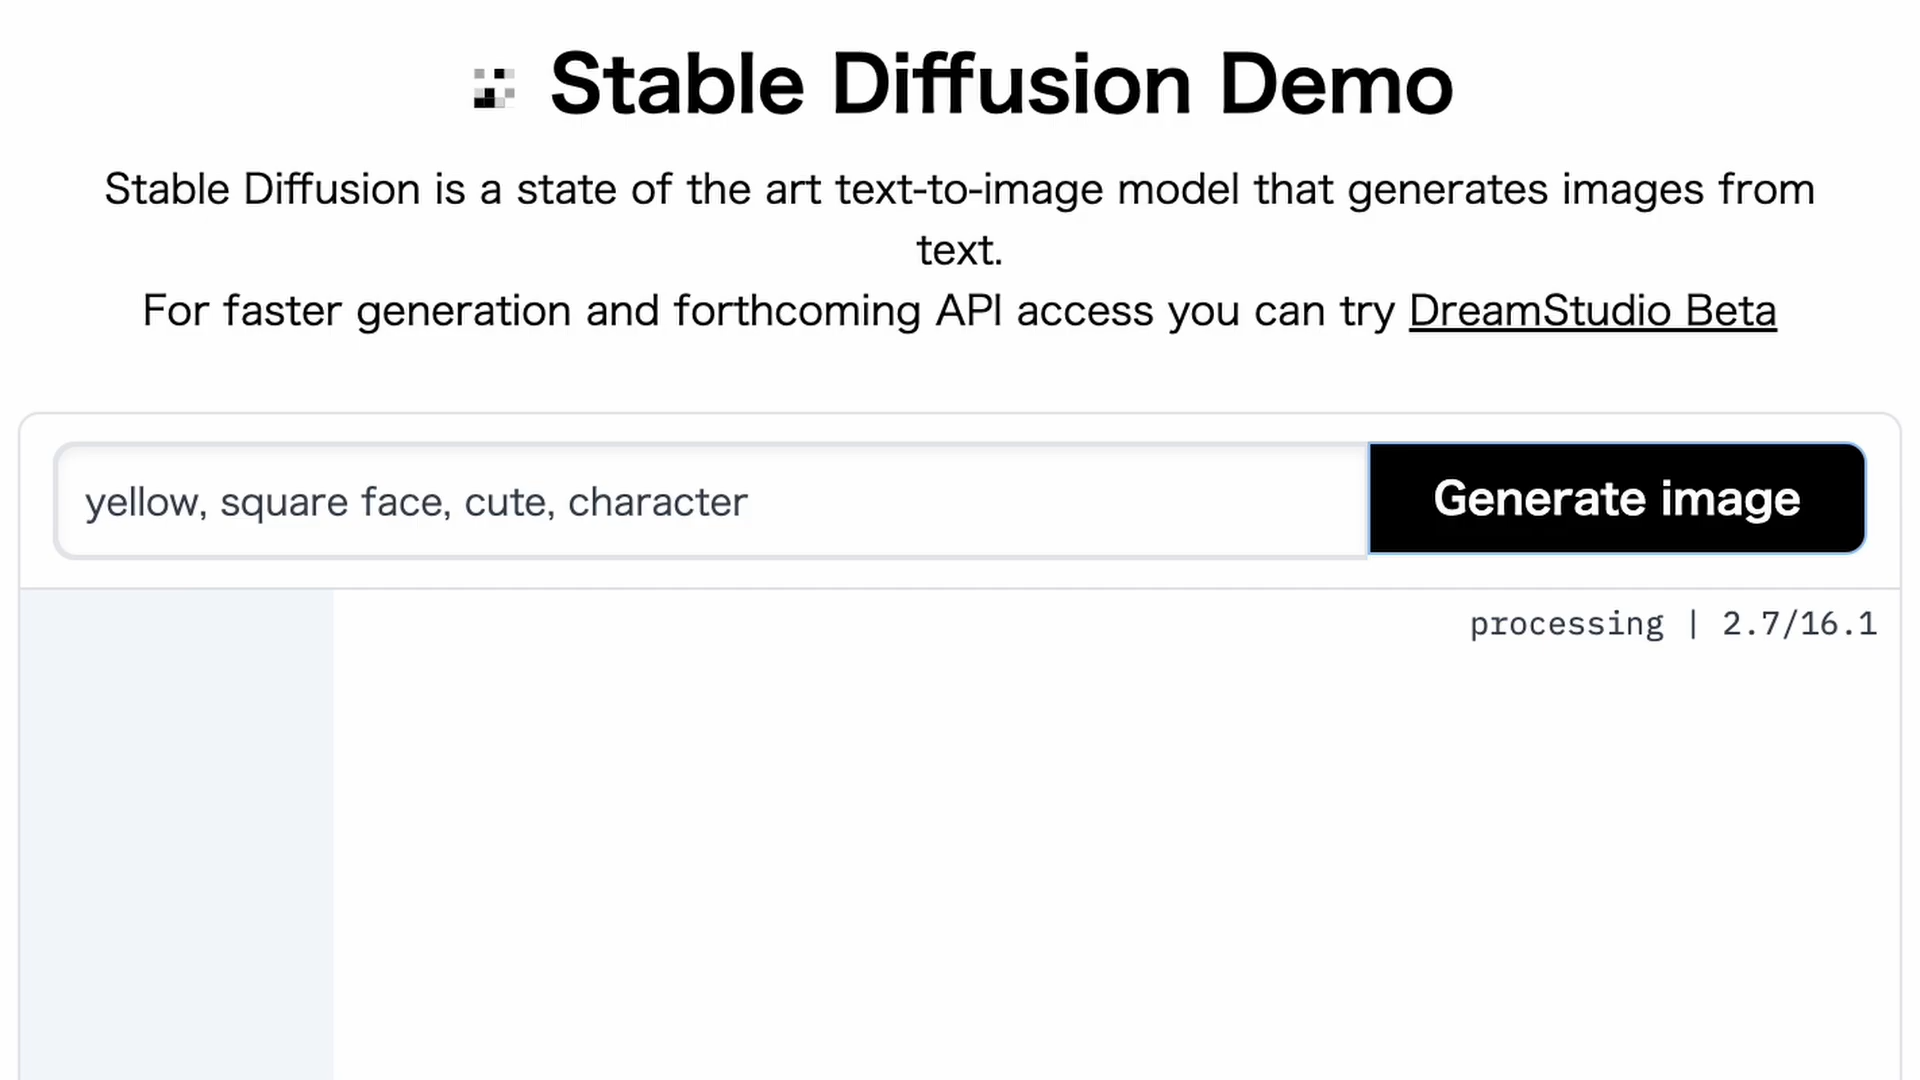 Stable Diffusion Demo
Stable Diffusion is a state of the art text-to-image model that generates images from
text.
For faster generation and forthcoming API access you can try DreamStudio Beta
yellow, square face, cute, character
Generate image
processing | 2.7/16.1